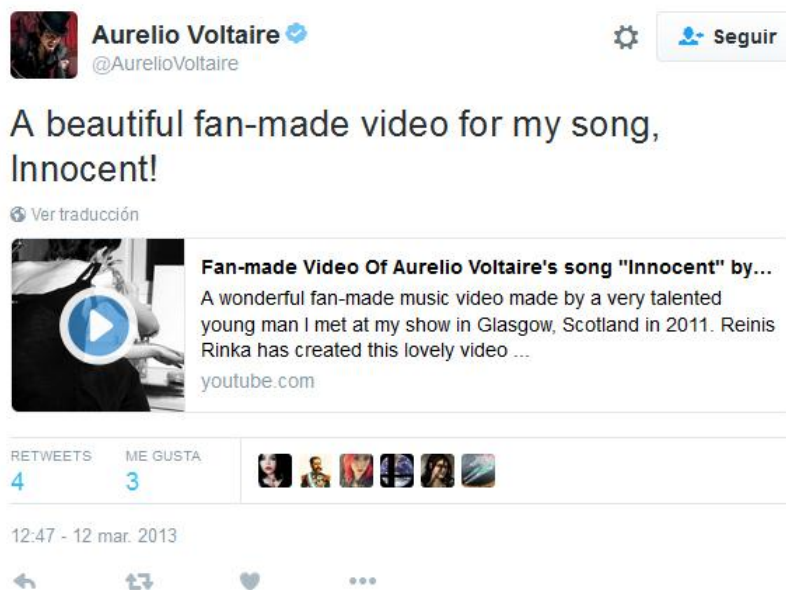 Aurelio Voltaire
@AurelioVoltaire
Seguir
A beautiful fan-made video for my song,
Innocent!
Ver traducción
Fan-made Video Of Aurelio Voltaire's song "Innocent" by...
A wonderful fan-made music video made by a very talented
young man I met at my show in Glasgow, Scotland in 2011. Reinis
Rinka has created this lovely video ...
youtube.com
RETWEETS
4
ME GUSTA
3
12:47 - 12 mar. 2013